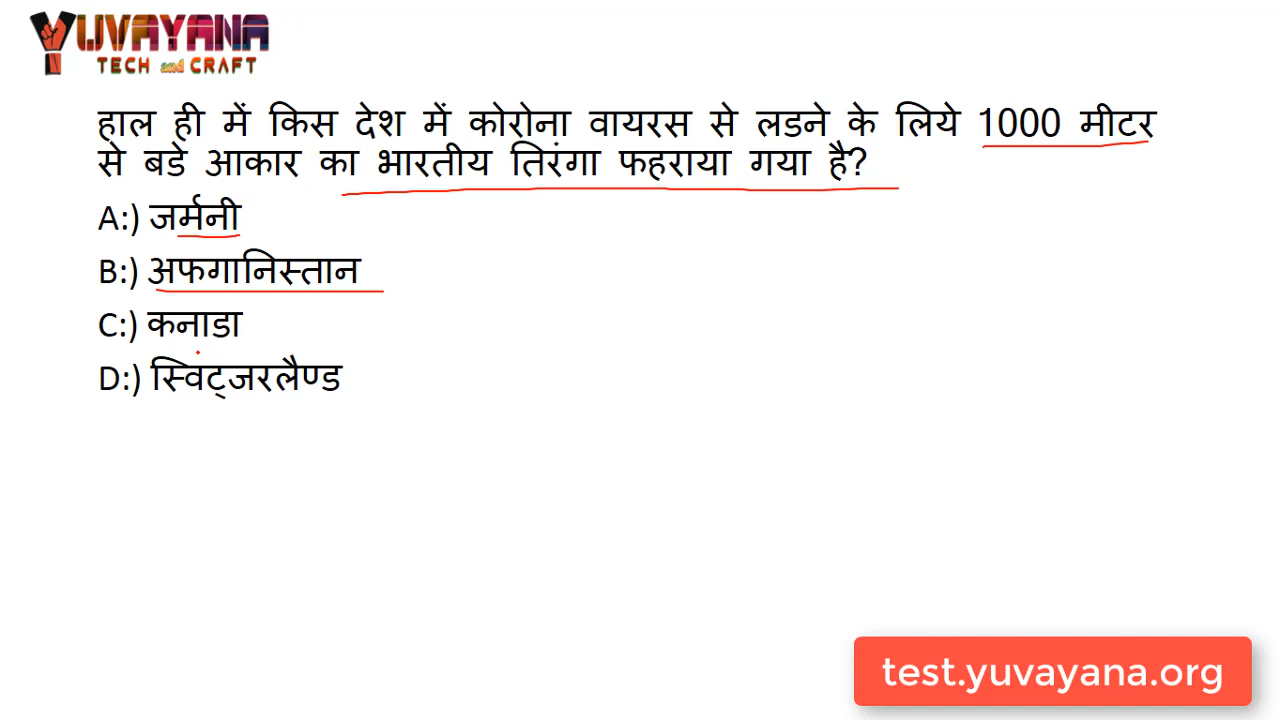 YUVAYANA
TECH and CRAFT
हाल ही में किस देश में कोरोना वायरस से लडने के लिये 1000 मीटर
से बडे आकार का भारतीय तिरंगा फहराया गया है?
A:) जर्मनी
B:) अफगानिस्तान
C:) कनाडा
D:) स्विट्जरलैण्ड
test.yuvayana.org